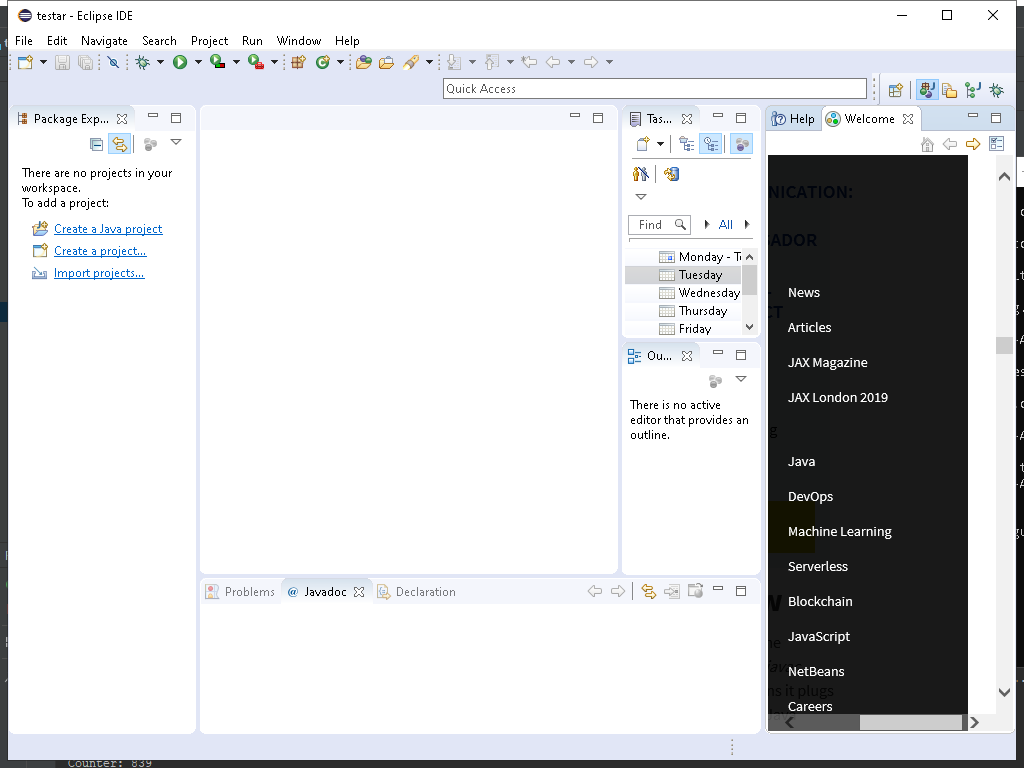 testar - Eclipse IDE
File Edit Navigate Search Project Run Window Help
Quick Access
Package Exp...
There are no projects in your
workspace.
To add a project:
Create a Java project
Create a project...
Import projects...
Tas...
Find
All
Monday - T
Tuesday
Wednesday
Thursday
Friday
Ou...
There is no active
editor that provides an
outline.
Problems
@ Javadoc
Declaration
Help
Welcome
NICATION:
News
Articles
JAX Magazine
JAX London 2019
Java
DevOps
Machine Learning
Serverless
Blockchain
JavaScript
NetBeans
ns it plugs
Careers
Counter: 839